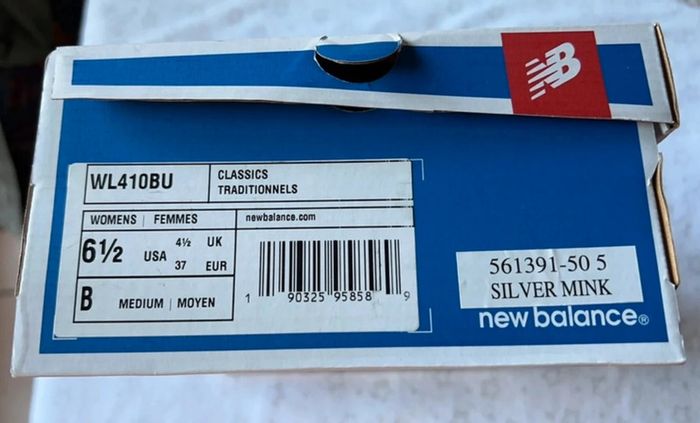 NB
WL410BU
CLASSICS
TRADITIONNELS
WOMENS | FEMMES
newbalance.com
6½ USA 4½ UK
37 EUR
B MEDIUM | MOYEN
1 90325 95858 9
561391-50 5
SILVER MINK
new balance®